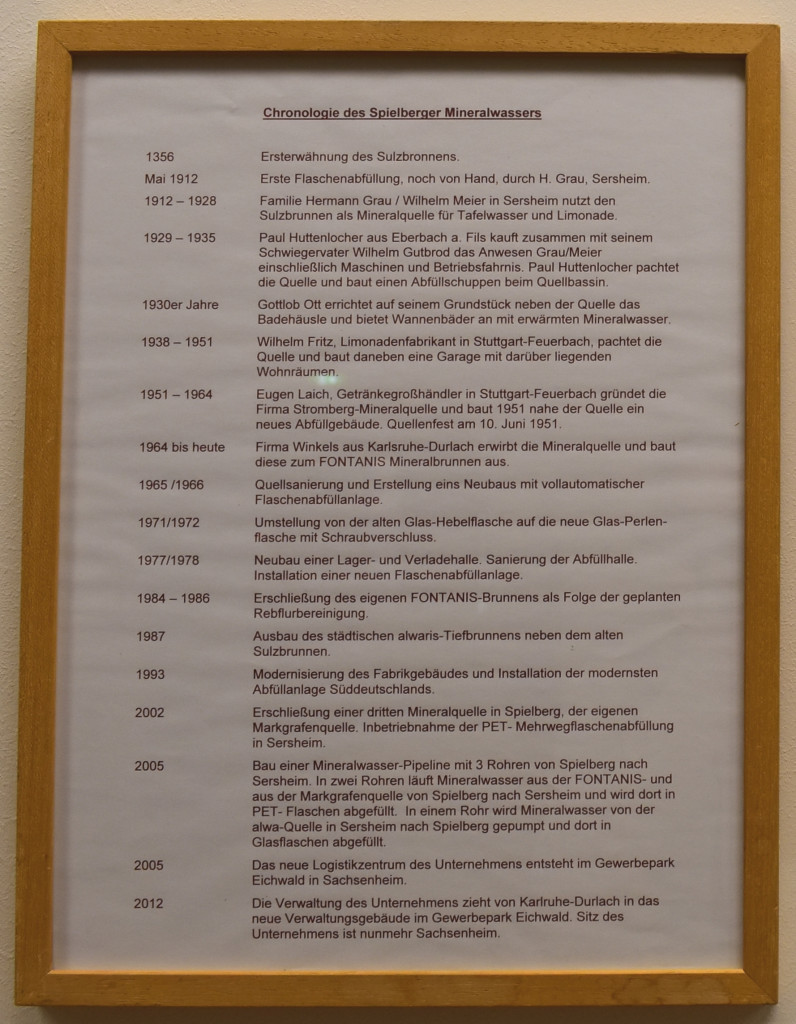 Chronologie des Spielberger Mineralwassers
1356 Ersterwähnung des Sulzbronnens.
Mai 1912 Erste Flaschenabfüllung, noch von Hand, durch H. Grau, Sersheim.
1912 – 1928 Familie Hermann Grau / Wilhelm Meier in Sersheim nutzt den
Sulzbrunnen als Mineralquelle für Tafelwasser und Limonade.
1929 – 1935 Paul Huttenlocher aus Eberbach a. Fils kauft zusammen mit seinem
Schwiegervater Wilhelm Gutbrod das Anwesen Grau/Meier
einschließlich Maschinen und Betriebsfahrnis. Paul Huttenlocher pachtet
die Quelle und baut einen Abfüllschuppen beim Quellbassin.
1930er Jahre Gottlob Ott errichtet auf seinem Grundstück neben der Quelle das
Badehäusle und bietet Wannenbäder an mit erwärmten Mineralwasser.
1938 – 1951 Wilhelm Fritz, Limonadenfabrikant in Stuttgart-Feuerbach, pachtet die
Quelle und baut daneben eine Garage mit darüber liegenden
Wohnräumen.
1951 – 1964 Eugen Laich, Getränkegroßhändler in Stuttgart-Feuerbach gründet die
Firma Stromberg-Mineralquelle und baut 1951 nahe der Quelle ein
neues Abfüllgebäude. Quellenfest am 10. Juni 1951.
1964 bis heute Firma Winkels aus Karlsruhe-Durlach erwirbt die Mineralquelle und baut
diese zum FONTANIS Mineralbrunnen aus.
1965 /1966 Quellsanierung und Erstellung eins Neubaus mit vollautomatischer
Flaschenabfüllanlage.
1971/1972 Umstellung von der alten Glas-Hebelflasche auf die neue Glas-Perlen-
flasche mit Schraubverschluss.
1977/1978 Neubau einer Lager- und Verladehalle. Sanierung der Abfüllhalle.
Installation einer neuen Flaschenabfüllanlage.
1984 – 1986 Erschließung des eigenen FONTANIS-Brunnens als Folge der geplanten
Rebflurbereinigung.
1987 Ausbau des städtischen alwaris-Tiefbrunnens neben dem alten
Sulzbrunnen.
1993 Modernisierung des Fabrikgebäudes und Installation der modernsten
Abfüllanlage Süddeutschlands.
2002 Erschließung einer dritten Mineralquelle in Spielberg, der eigenen
Markgrafenquelle. Inbetriebnahme der PET- Mehrwegflaschenabfüllung
in Sersheim.
2005 Bau einer Mineralwasser-Pipeline mit 3 Rohren von Spielberg nach
Sersheim. In zwei Rohren läuft Mineralwasser aus der FONTANIS- und
aus der Markgrafenquelle von Spielberg nach Sersheim und wird dort in
PET- Flaschen abgefüllt. In einem Rohr wird Mineralwasser von der
alwa-Quelle in Sersheim nach Spielberg gepumpt und dort in
Glasflaschen abgefüllt.
2005 Das neue Logistikzentrum des Unternehmens entsteht im Gewerbepark
Eichwald in Sachsenheim.
2012 Die Verwaltung des Unternehmens zieht von Karlruhe-Durlach in das
neue Verwaltungsgebäude im Gewerbepark Eichwald. Sitz des
Unternehmens ist nunmehr Sachsenheim.